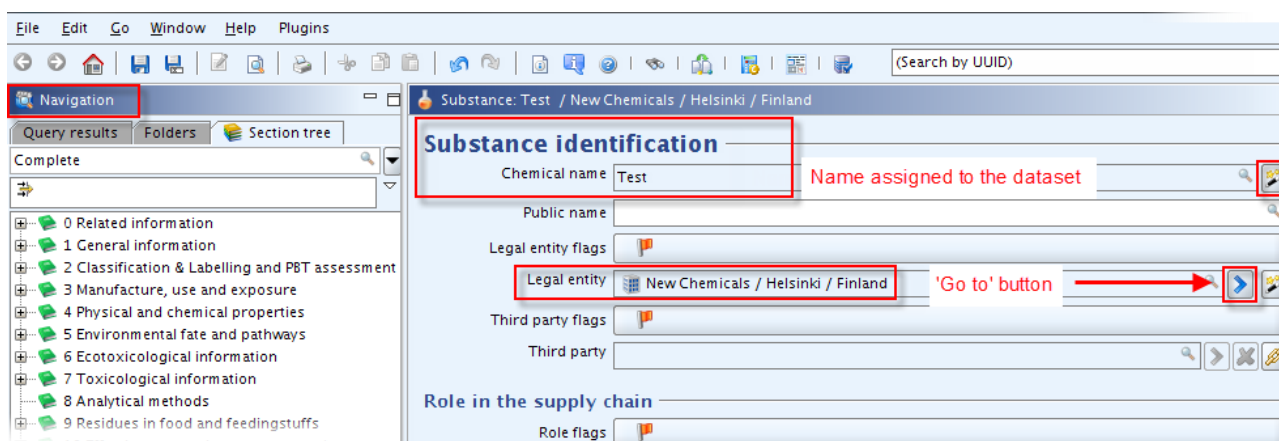 File Edit Go Window Help Plugins
(Search by UUID)
Navigation
Query results Folders Section tree
Complete
0 Related information
1 General information
2 Classification & Labelling and PBT assessment
3 Manufacture, use and exposure
4 Physical and chemical properties
5 Environmental fate and pathways
6 Ecotoxicological information
7 Toxicological information
8 Analytical methods
9 Residues in food and feedingstuffs
Substance: Test / New Chemicals / Helsinki / Finland
Substance identification
Chemical name Test Name assigned to the dataset
Public name
Legal entity flags
Legal entity New Chemicals / Helsinki / Finland 'Go to' button
Third party flags
Third party
Role in the supply chain
Role flags